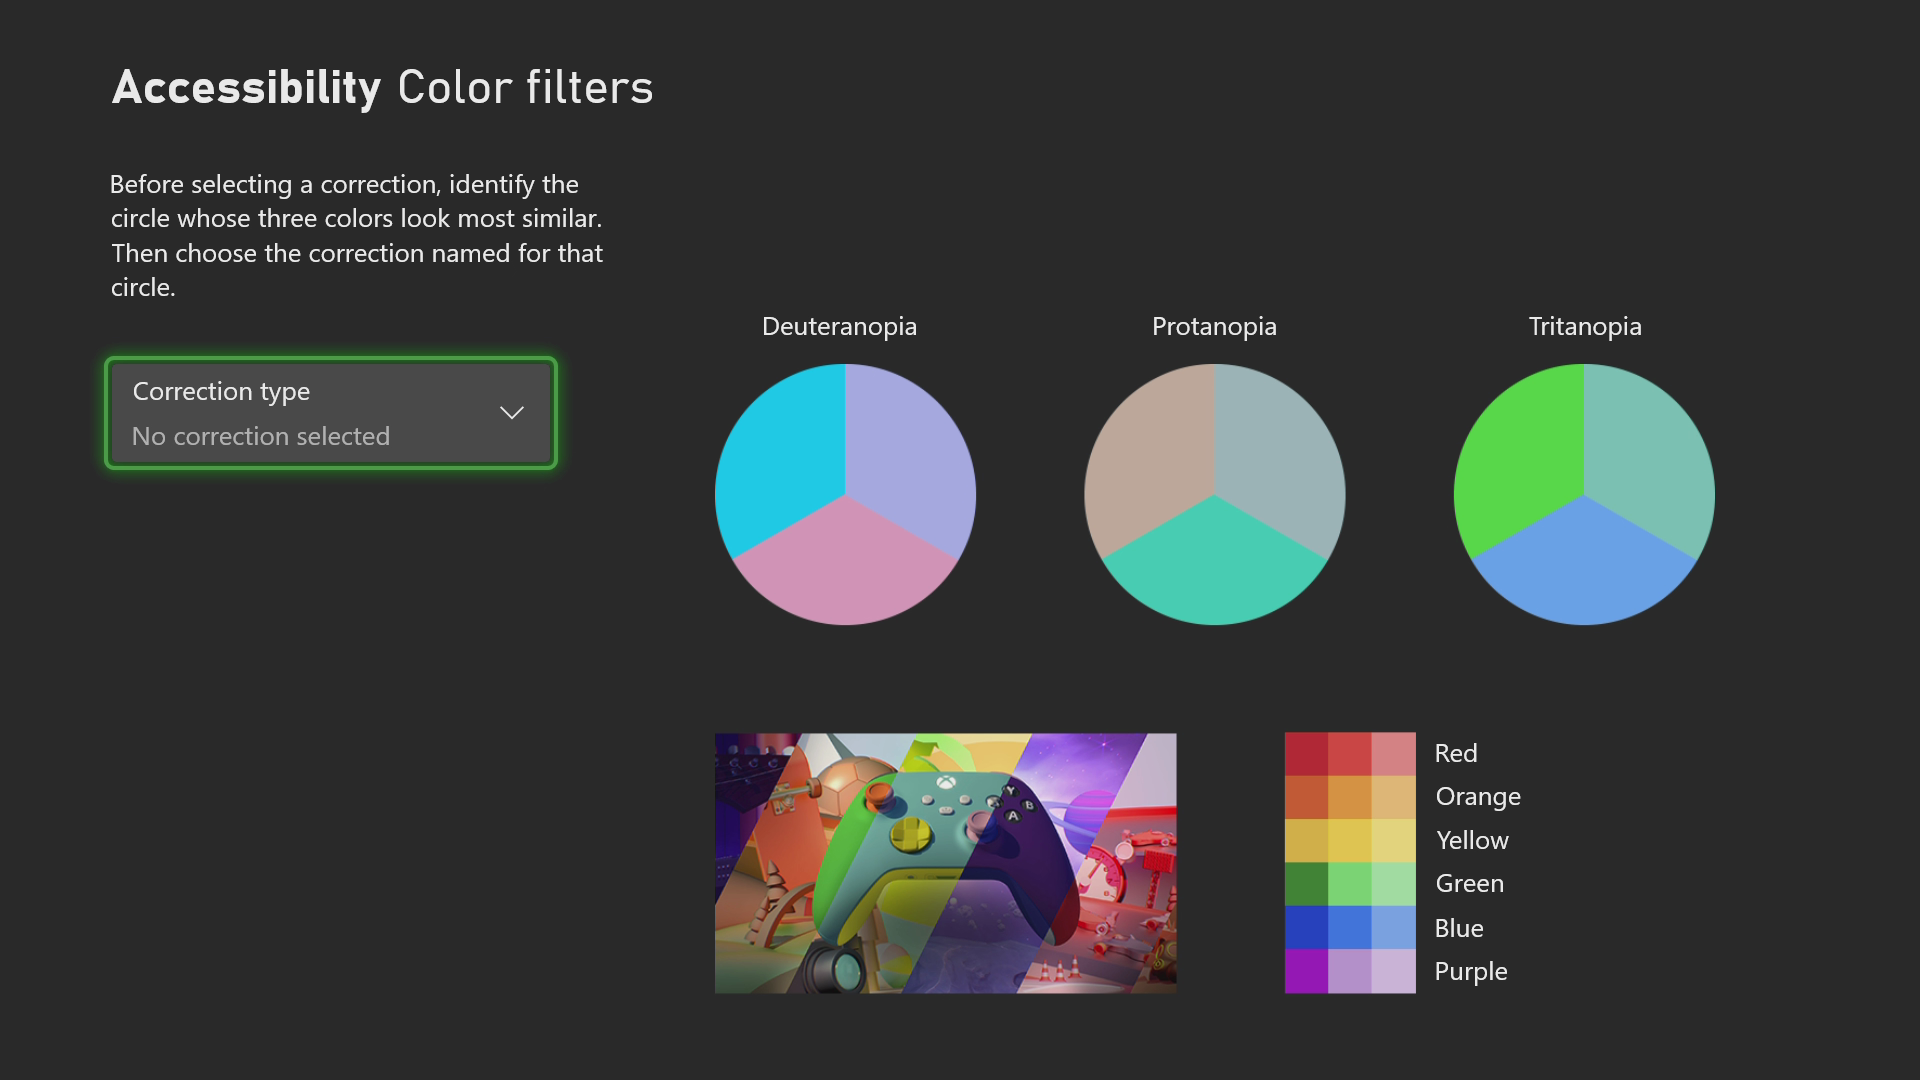 Accessibility Color filters
Before selecting a correction, identify the
circle whose three colors look most similar.
Then choose the correction named for that
circle.
Correction type
No correction selected
Deuteranopia
Protanopia
Tritanopia
Y
B
A
Red
Orange
Yellow
Green
Blue
Purple